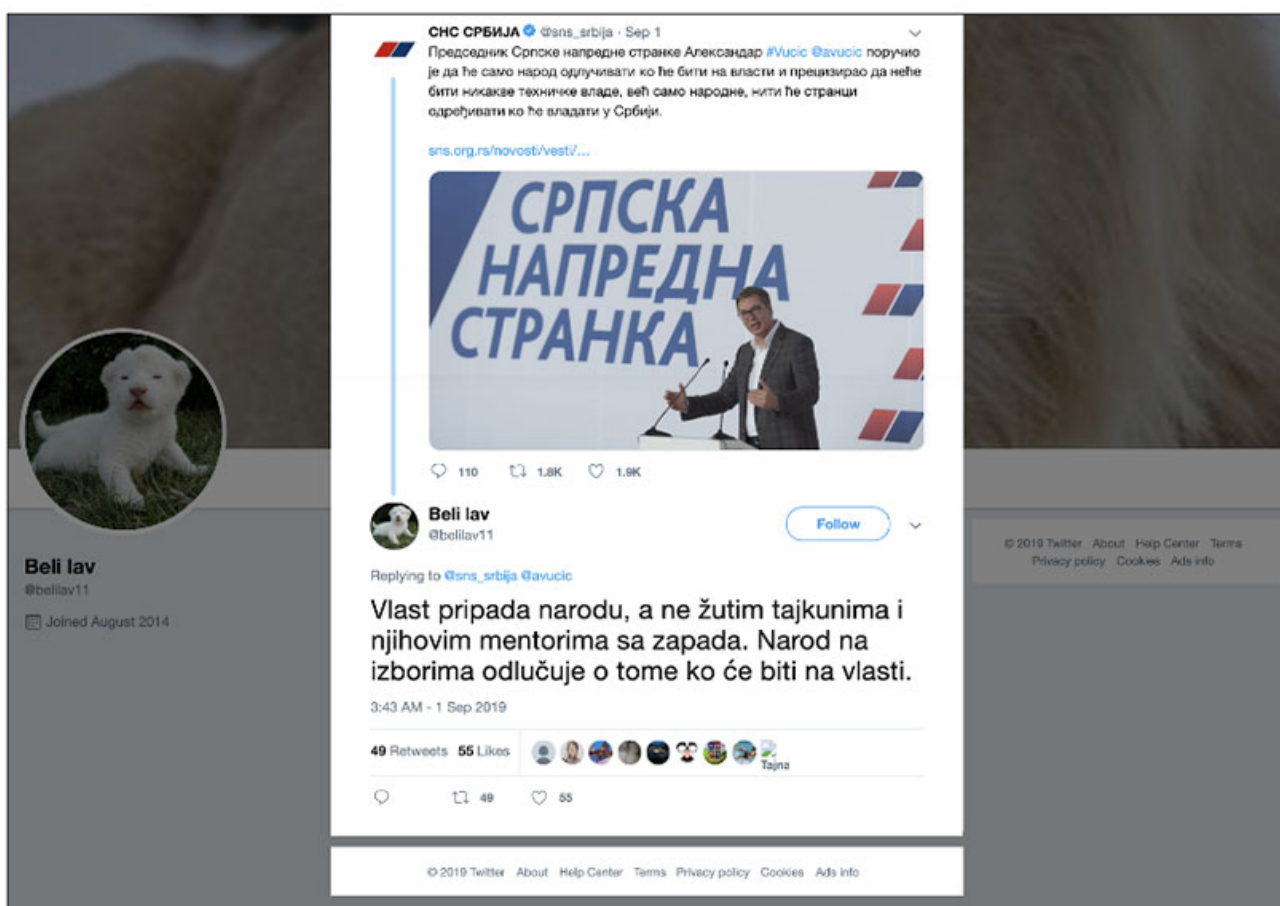 СНС СРБИЈА @sns_srbija · Sep 1
Председник Српске напредне странке Александар #Vucic @avucic поручио
је да ће само народ одлучивати ко ће бити на власти и прецизирао да неће
бити никакве техничке владе, већ само народне, нити ће странци
одређивати ко ће владати у Србији.
sns.org.rs/novosti/vesti/...
СРПСКА
НАПРЕДНА
СТРАНКА
110 1.8K 1.9K
Beli lav
@belilav11
Follow
Replying to @sns_srbija @avucic
Vlast pripada narodu, a ne žutim tajkunima i
njihovim mentorima sa zapada. Narod na
izborima odlučuje o tome ko će biti na vlasti.
3:43 AM - 1 Sep 2019
49 Retweets 55 Likes
Tajna
49 55
© 2019 Twitter About Help Center Terms Privacy policy Cookies Ads info
Beli lav
@belilav11
Joined August 2014
© 2019 Twitter About Help Center Terms
Privacy policy Cookies Ads info